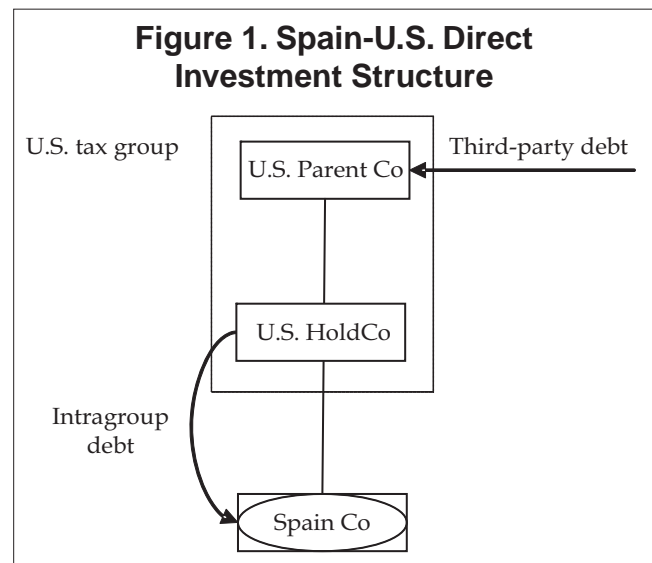 Figure 1. Spain-U.S. Direct
Investment Structure
U.S. tax group
Third-party debt
U.S. Parent Co
U.S. HoldCo
Intragroup
debt
Spain Co